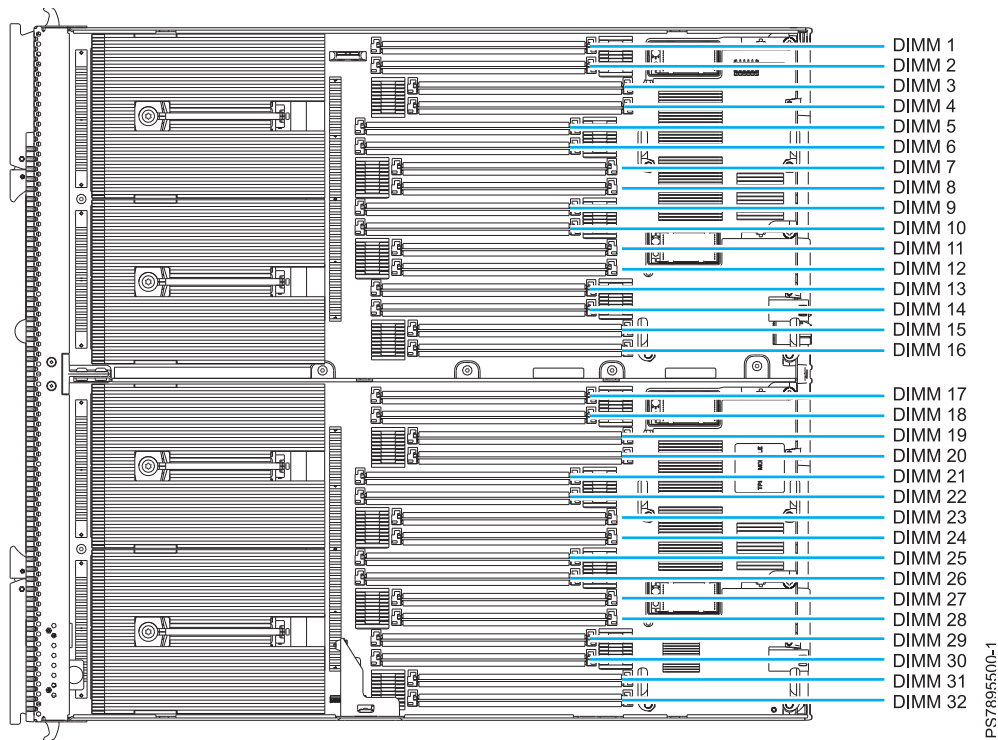 DIMM 1
DIMM 2
DIMM 3
DIMM 4
DIMM 5
DIMM 6
DIMM 7
DIMM 8
DIMM 9
DIMM 10
DIMM 11
DIMM 12
DIMM 13
DIMM 14
DIMM 15
DIMM 16
DIMM 17
DIMM 18
DIMM 19
DIMM 20
DIMM 21
DIMM 22
DIMM 23
DIMM 24
DIMM 25
DIMM 26
DIMM 27
DIMM 28
DIMM 29
DIMM 30
DIMM 31
DIMM 32
PS7895500-1